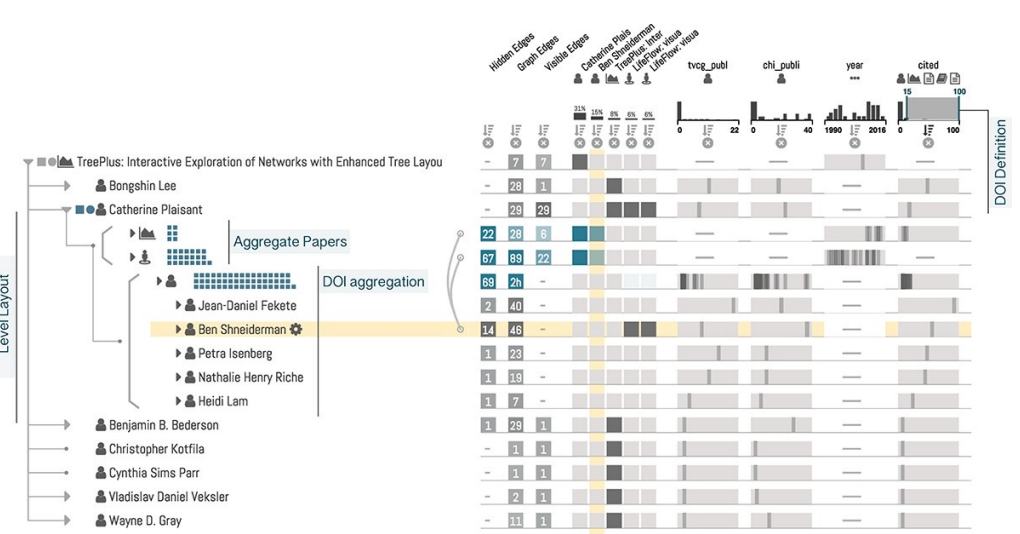 Hidden Edges
Graph Edges
Visible Edges
Catherine Plais
Ben Shneiderman
TreePlus: Inter
LifeFlow: visua
LifeFlow: visua
tvcg_publ
chi_publi
year
cited
15 100
31% 15% 8% 6% 6%
0 22
0 40
1990 2016
0 100
DOI Definition
TreePlus: Interactive Exploration of Networks with Enhanced Tree Layou - 7 7
Bongshin Lee - 28 1
Catherine Plaisant - 29 29
Aggregate Papers
22 28 6
67 89 22
DOI aggregation
69 2h -
Jean-Daniel Fekete 2 40 -
Ben Shneiderman 14 46 -
Petra Isenberg 1 23 -
Nathalie Henry Riche 1 19 -
Heidi Lam 1 7 -
Level Layout
Benjamin B. Bederson 1 29 1
Christopher Kotfila - 1 1
Cynthia Sims Parr - 1 1
Vladislav Daniel Veksler - 2 1
Wayne D. Gray - 11 1